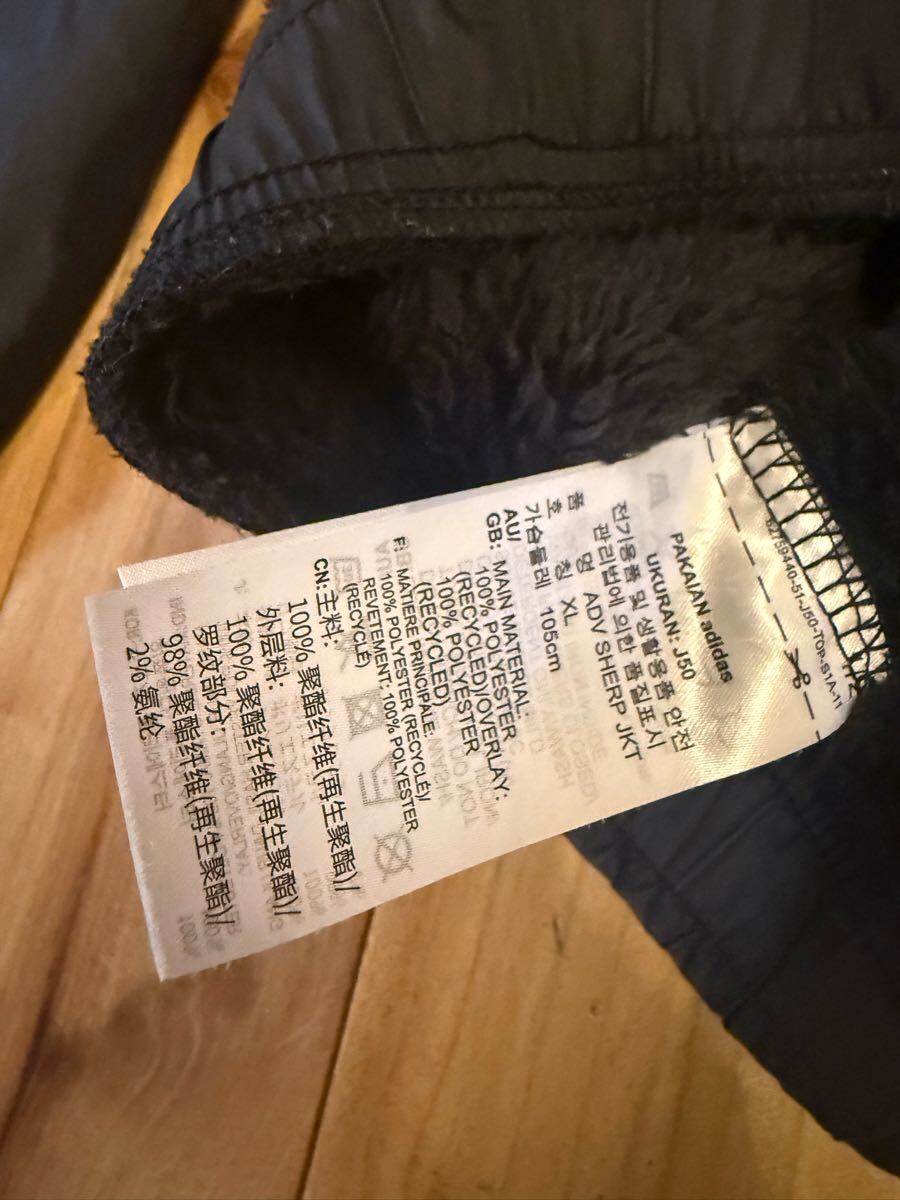 PAKAIAN adidas
UKURAN: J50
전기용품 및 생활용품 안전
관리법에 의한 품질표시
품 명 ADV SHERP JKT
호 칭 XL
가슴둘레 105cm
AU/
GB: MAIN MATERIAL:
100% POLYESTER
(RECYCLED)/OVERLAY:
100% POLYESTER
(RECYCLED)
F: MATIERE PRINCIPALE:
100% POLYESTER (RECYCLÉ)/
REVETEMENT: 100% POLYESTER
(RECYCLÉ)
CN: 主料:
100% 聚酯纤维(再生聚酯)/
外层料:
100% 聚酯纤维(再生聚酯)/
罗纹部分:
98% 聚酯纤维(再生聚酯)/
2% 氨纶